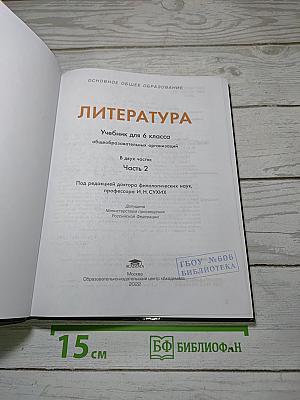 ОСНОВНОЕ ОБЩЕЕ ОБРАЗОВАНИЕ
ЛИТЕРАТУРА
Учебник для 6 класса
общеобразовательных организаций
В двух частях
Часть 2
Под редакцией доктора филологических наук,
профессора И. Н. СУХИХ
Допущено
Министерством просвещения
Российской Федерации
Москва
Образовательно-издательский центр «Академия»
2022
ГБОУ №606
БИБЛИОТЕКА
15 см
БФ БИБЛИОФАН